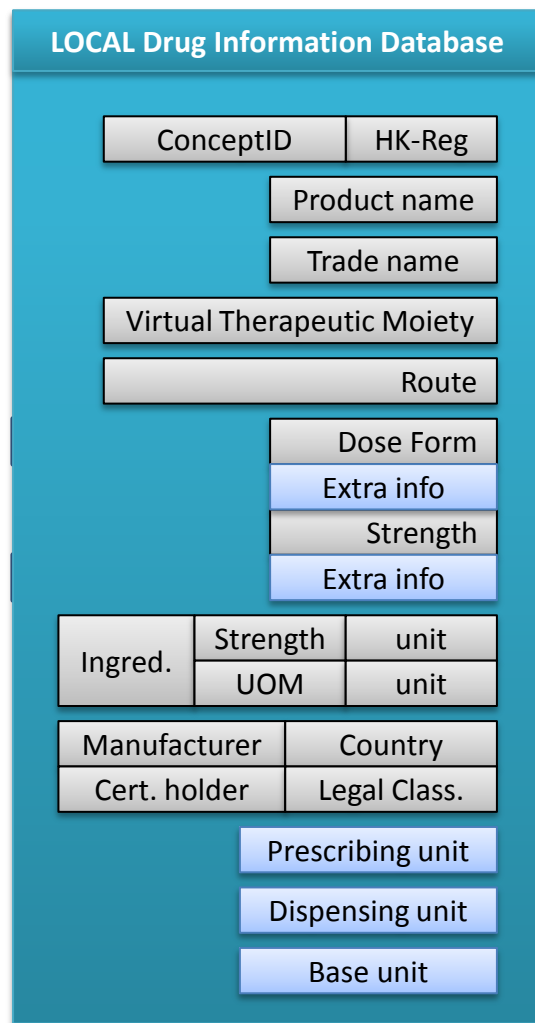 LOCAL Drug Information Database
ConceptID HK-Reg
Product name
Trade name
Virtual Therapeutic Moiety
Route
Dose Form
Extra info
Strength
Extra info
Ingred. Strength unit
UOM unit
Manufacturer Country
Cert. holder Legal Class.
Prescribing unit
Dispensing unit
Base unit